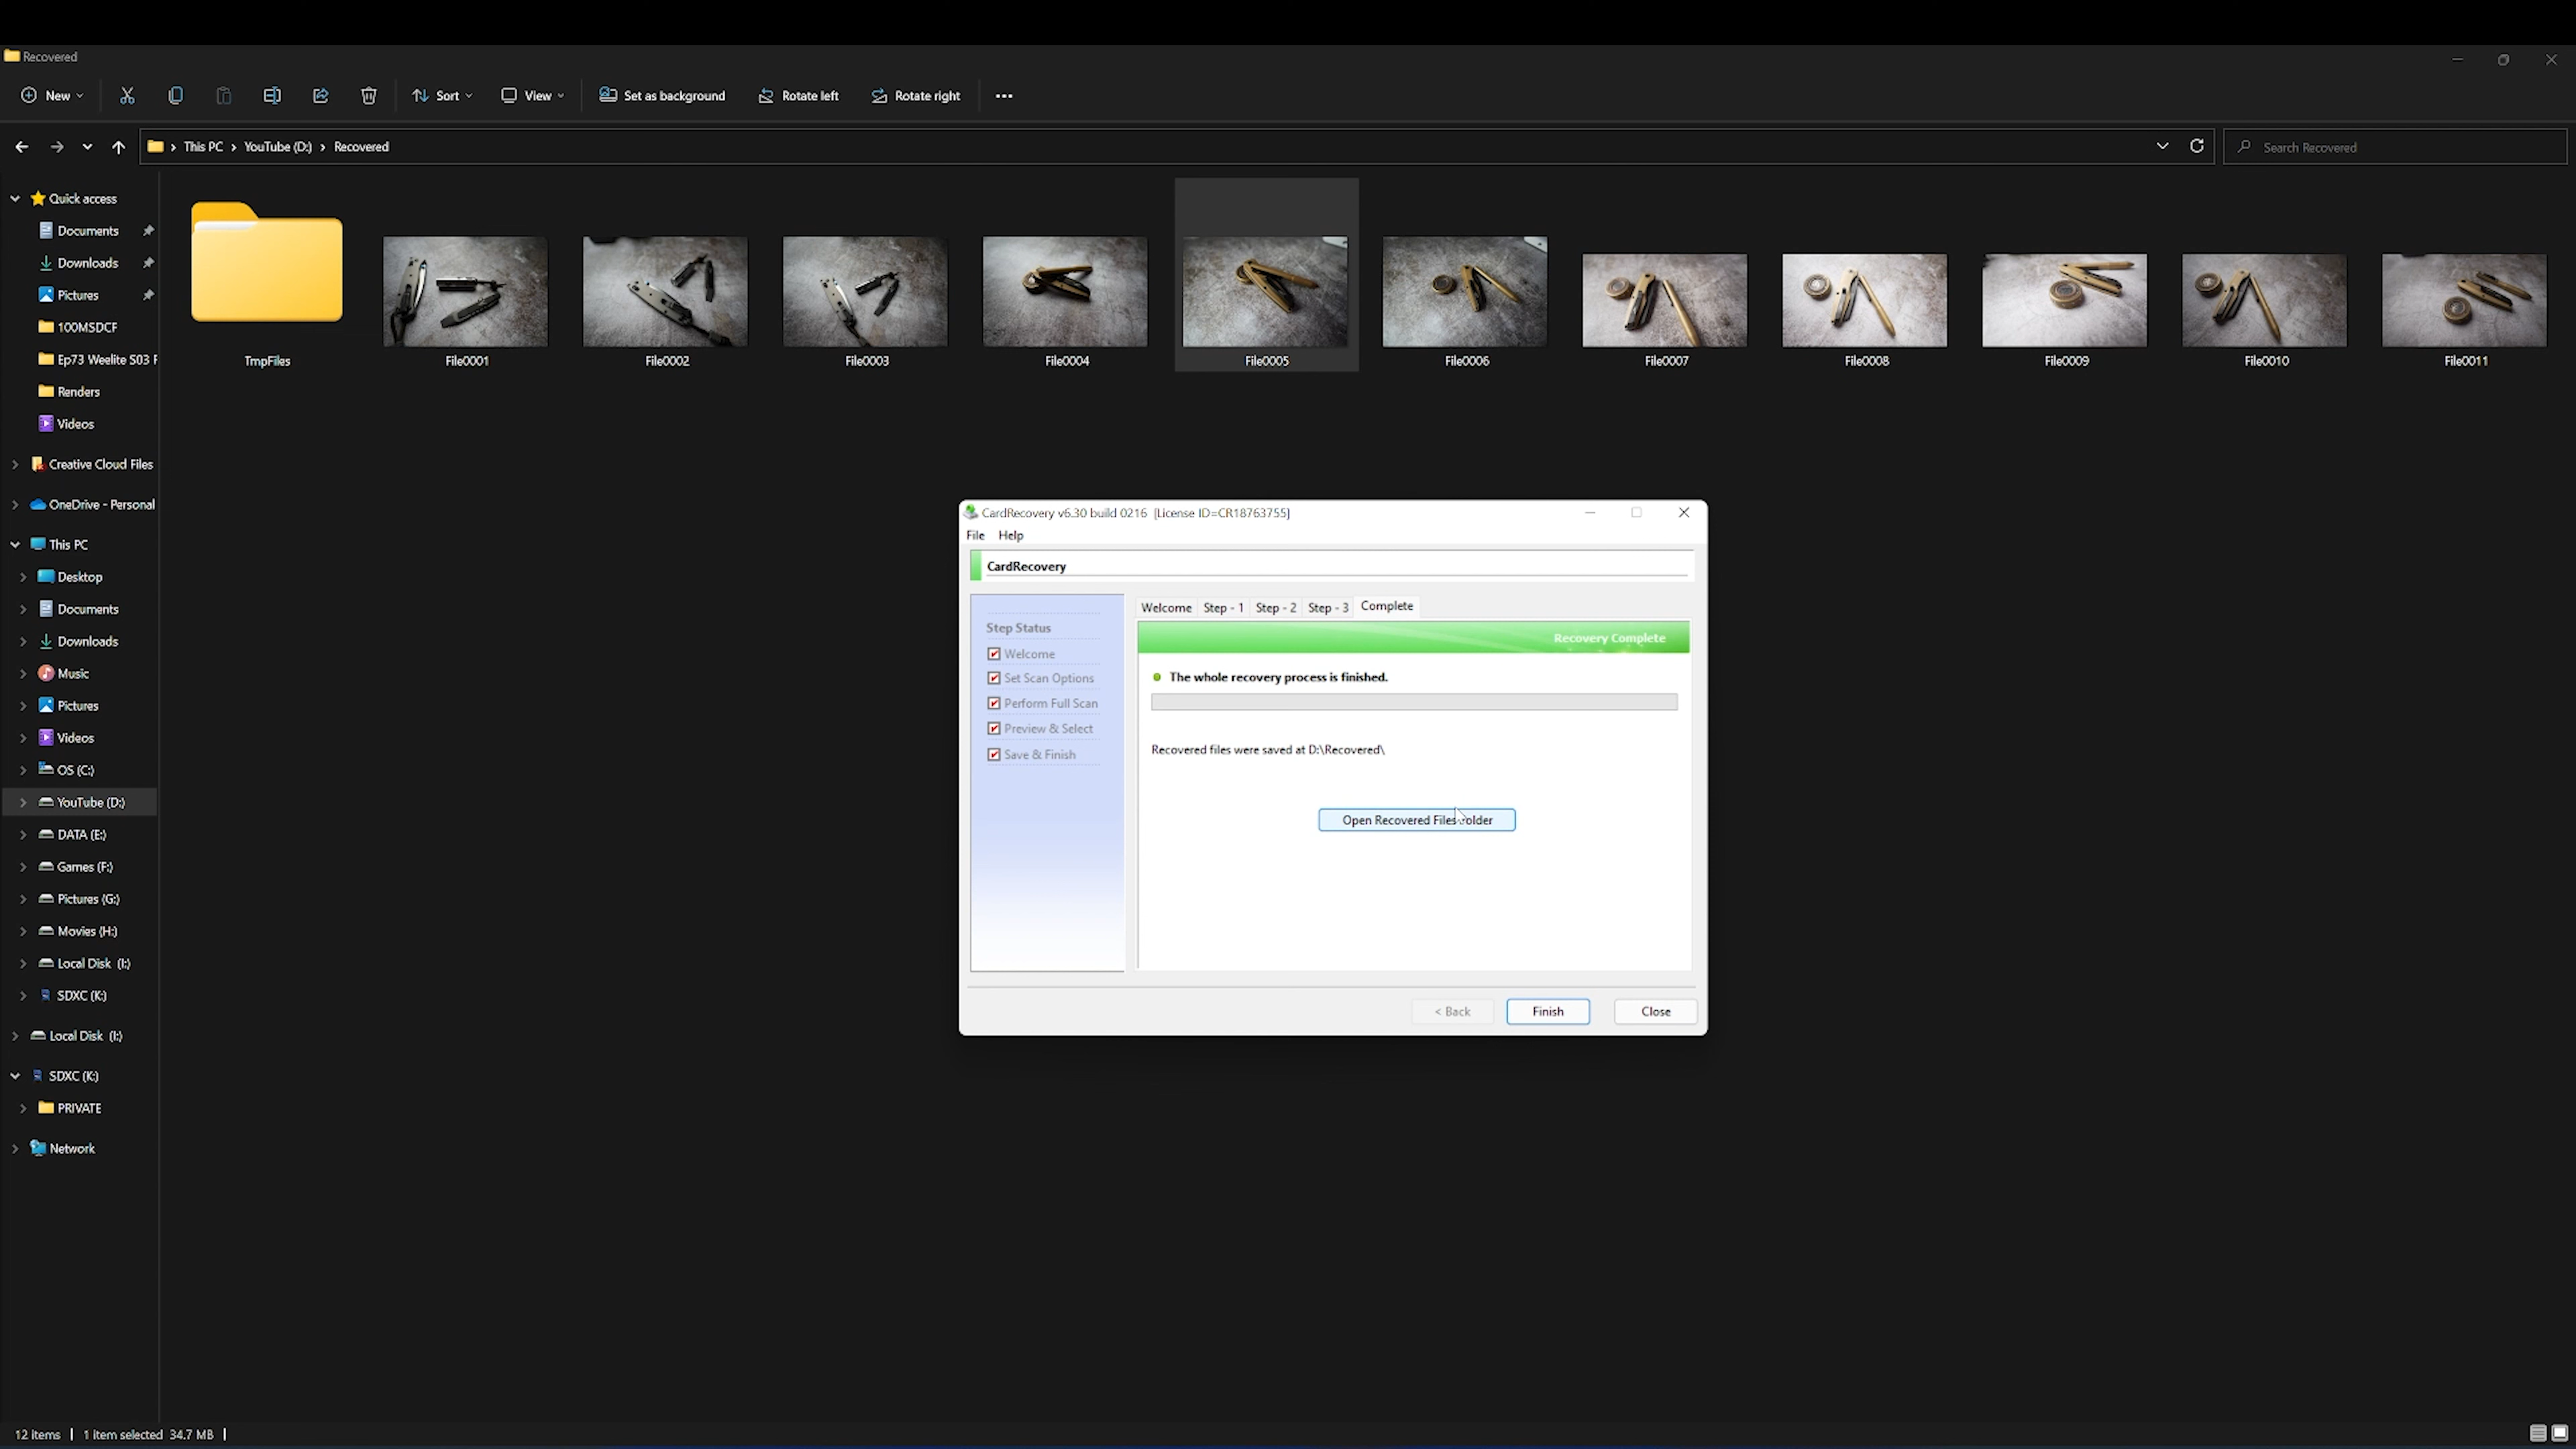 Recovered
New
Sort
View
Set as background
Rotate left
Rotate right
This PC > YouTube (D:) > Recovered
Search Recovered
Quick access
Documents
Downloads
Pictures
100MSDCF
Ep73 Weelite S03 F
Renders
Videos
Creative Cloud Files
OneDrive - Personal
This PC
Desktop
Documents
Downloads
Music
Pictures
Videos
OS (C:)
YouTube (D:)
DATA (E:)
Games (F:)
Pictures (G:)
Movies (H:)
Local Disk (I:)
SDXC (K:)
Local Disk (I:)
SDXC (K:)
PRIVATE
Network
TmpFiles
File0001
File0002
File0003
File0004
File0005
File0006
File0007
File0008
File0009
File0010
File0011
CardRecovery v6.30 build 0216 [License ID=CR18763755]
File Help
CardRecovery
Step Status
Welcome
Set Scan Options
Perform Full Scan
Preview & Select
Save & Finish
Welcome Step - 1 Step - 2 Step - 3 Complete
Recovery Complete
The whole recovery process is finished.
Recovered files were saved at D:\Recovered\
Open Recovered Files Folder
< Back Finish Close
12 items | 1 item selected 34.7 MB |